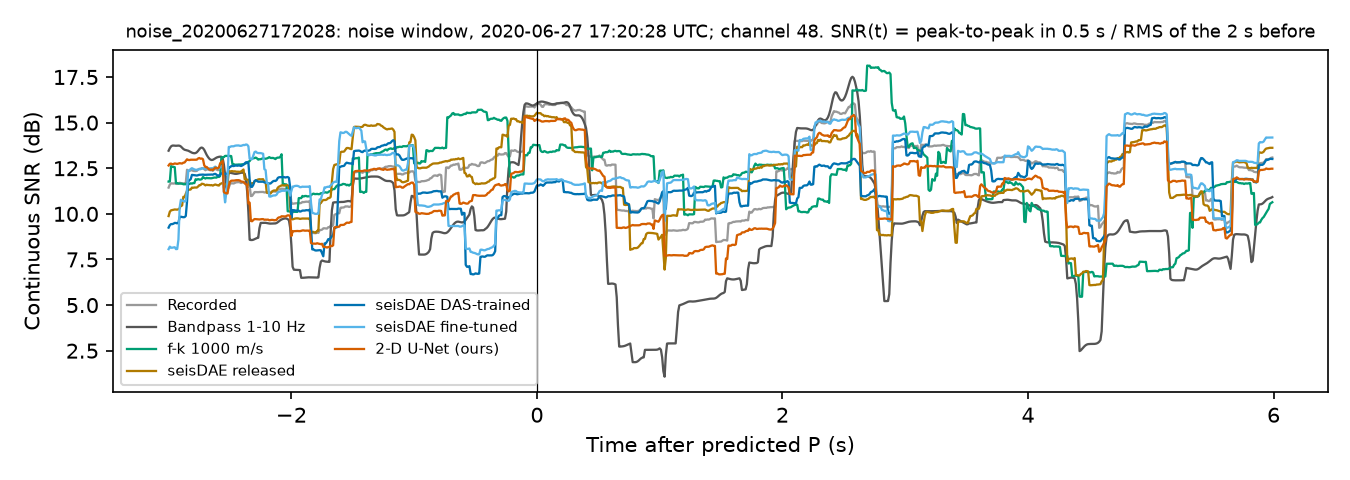 noise_20200627172028: noise window, 2020-06-27 17:20:28 UTC; channel 48. SNR(t) = peak-to-peak in 0.5 s / RMS of the 2 s before
Continuous SNR (dB)
17.5
15.0
12.5
10.0
7.5
5.0
2.5
Recorded
Bandpass 1-10 Hz
f-k 1000 m/s
seisDAE released
seisDAE DAS-trained
seisDAE fine-tuned
2-D U-Net (ours)
−2
0
2
4
6
Time after predicted P (s)